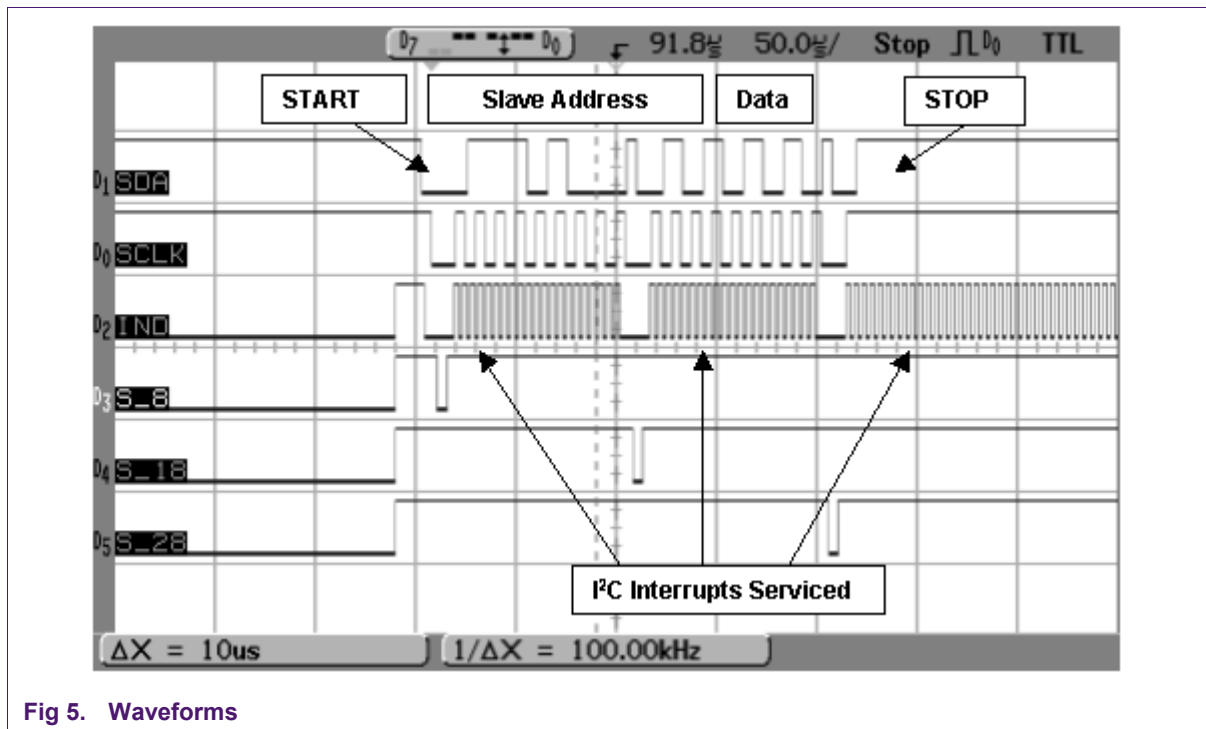 D7 D0 91.8us 50.0us/ Stop D0 TTL
START Slave Address Data STOP
D1 SDA
D0 SCLK
D2 IND
D3 S_8
D4 S_18
D5 S_28
I²C Interrupts Serviced
ΔX = 10us 1/ΔX = 100.00kHz
Fig 5. Waveforms